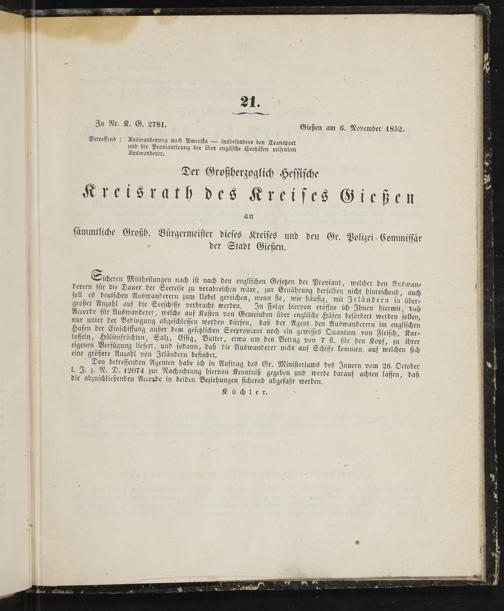 21.
Zu Nr. K. G. 2781.
Gießen am 6. November 1852.
Betreffend: Auswanderung nach Amerika — insbesondere den Transport
und die Proviantirung der über englische Seehäfen reisenden
Auswanderer.
Der Großherzoglich Hessische
Kreisrath des Kreises Gießen
an
sämmtliche Großh. Bürgermeister dieses Kreises und den Gr. Polizei-Commissär
der Stadt Gießen.
Sicheren Mittheilungen nach ist nach den englischen Gesetzen der Proviant, welcher den Auswan-
derern für die Dauer der Seereise zu verabreichen wäre, zur Ernährung derselben nicht hinreichend, auch
soll es deutschen Auswanderern zum Uebel gereichen, wenn sie, wie häufig, mit Irländern in über-
großer Anzahl auf die Seeschiffe verbracht werden. In Folge hiervon eröffne ich Ihnen hiermit, daß
Accorde für Auswanderer, welche auf Kosten von Gemeinden über englische Häfen befördert werden sollen,
nur unter der Bedingung abgeschlossen werden dürfen, daß der Agent den Auswanderern im englischen
Hafen der Einschiffung außer dem gesetzlichen Seeproviant noch ein gewisses Quantum von Fleisch, Kar-
toffeln, Hülsenfrüchten, Salz, Essig, Butter, etwa um den Betrag von 7 fl. für den Kopf, zu ihrer
eigenen Verfügung liefert, und sodann, daß die Auswanderer nicht auf Schiffe kommen, auf welchen sich
eine größere Anzahl von Irländern befindet.
Den betreffenden Agenten habe ich in Auftrag des Gr. Ministeriums des Innern vom 26. October
l. J. z. N. D. 12074 zur Nachachtung hiervon Kenntniß gegeben und werde darauf achten lassen, daß
die abzuschließenden Accorde in beiden Beziehungen sichernd abgefaßt werden.
Küchler.